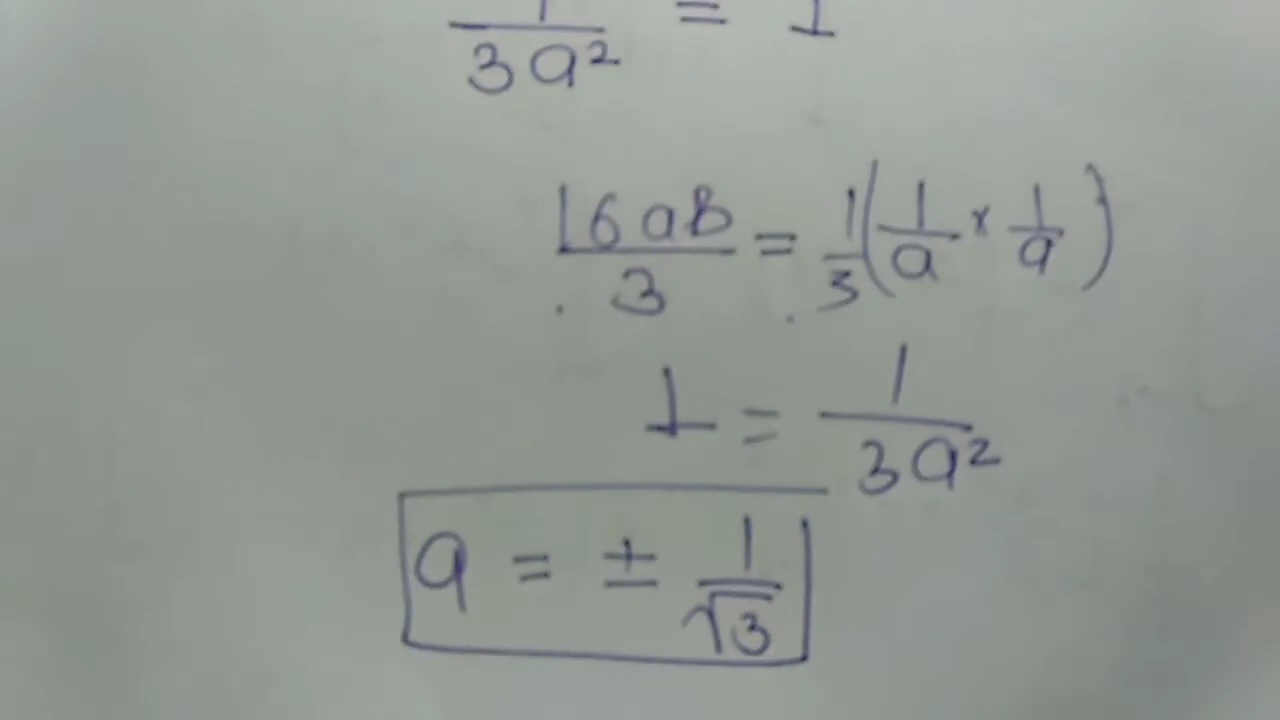 1/3a² = 1
16ab/3 = 1/3(1/a × 1/a)
1 = 1/3a²
a = ± 1/√3